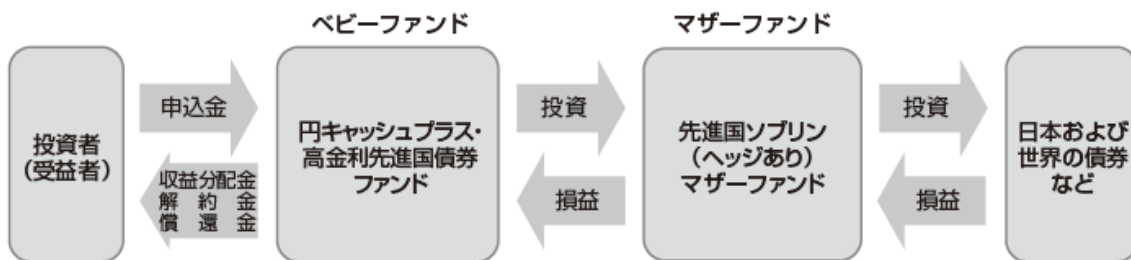 ベビーファンド
マザーファンド
投資者
(受益者)
申込金
収益分配金
解約金
償還金
円キャッシュプラス・
高金利先進国債券
ファンド
投資
損益
先進国ソブリン
(ヘッジあり)
マザーファンド
投資
損益
日本および
世界の債券
など